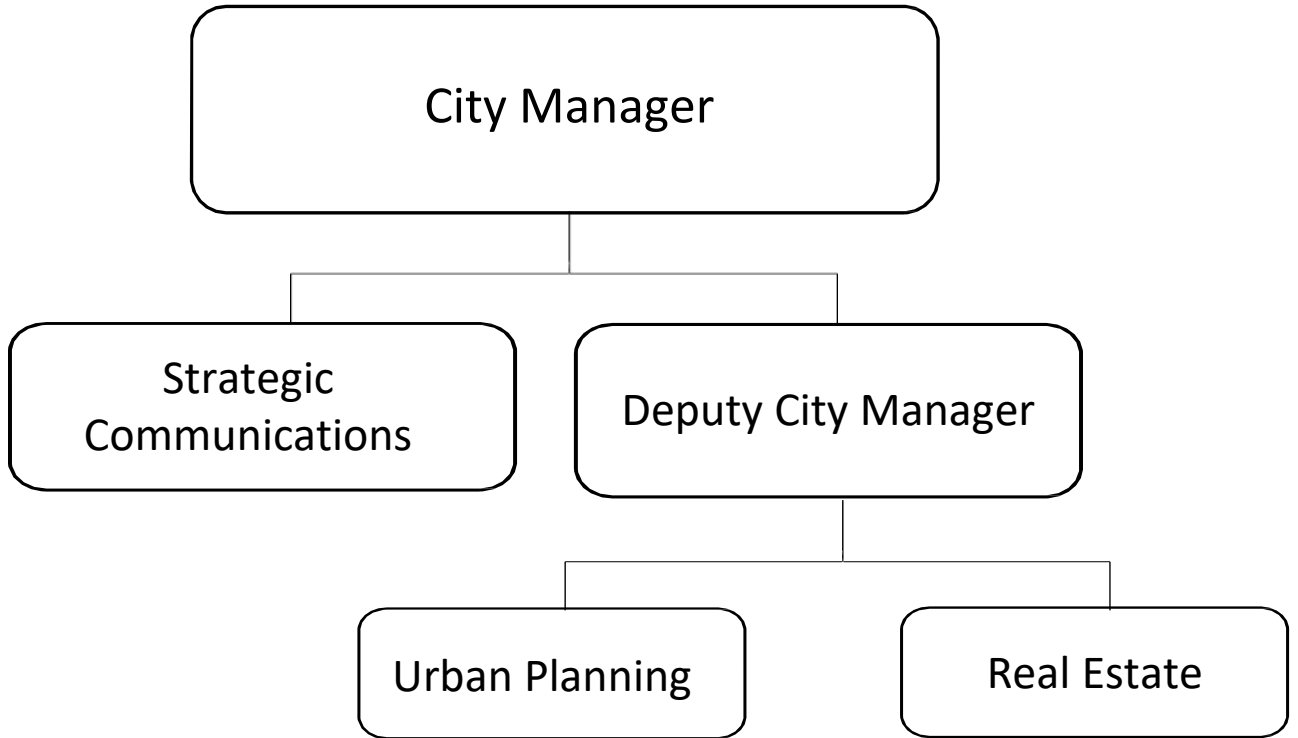 City Manager
Strategic
Communications
Deputy City Manager
Urban Planning
Real Estate